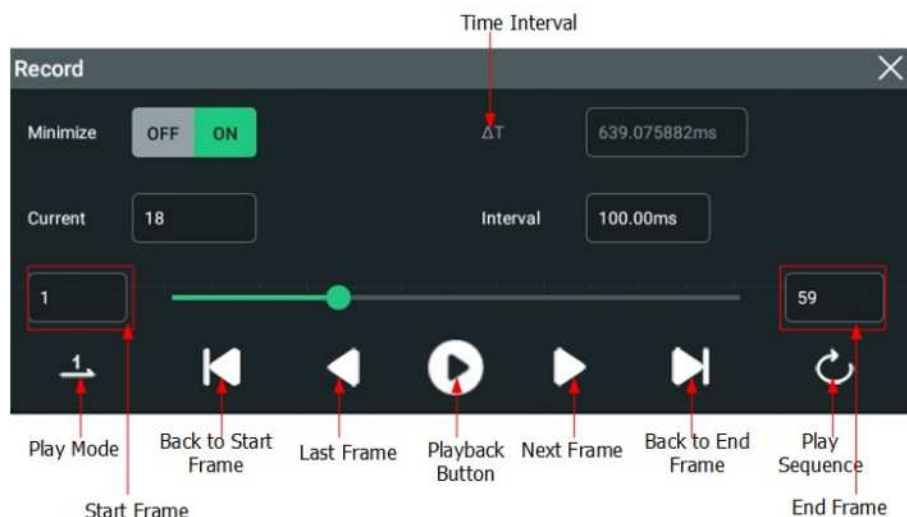 Time Interval
Record
Minimize OFF ON ΔT 639.075882ms
Current 18 Interval 100.00ms
1 59
1
Play Mode Back to Start Frame Last Frame Playback Button Next Frame Back to End Frame Play Sequence
Start Frame End Frame